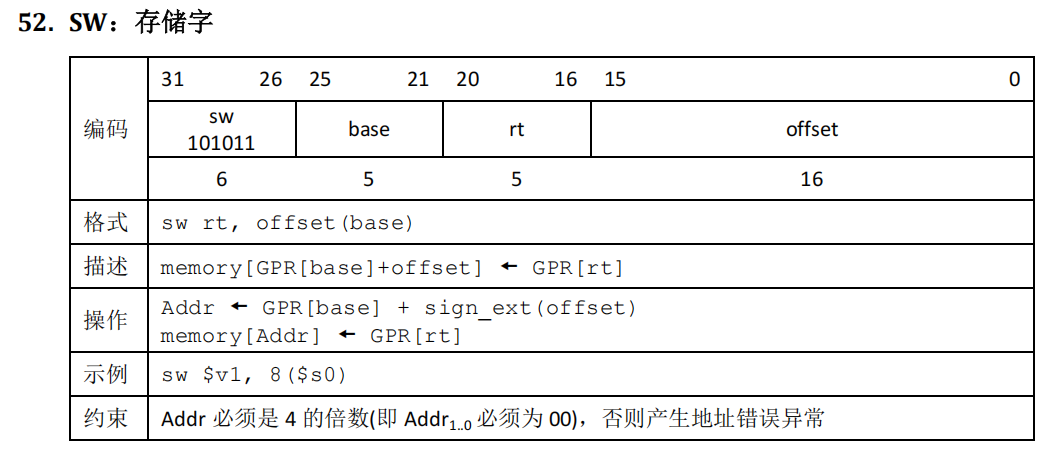 52. SW：存储字
31 26 25 21 20 16 15 0
编码
sw
101011
base rt offset
6 5 5 16
格式 sw rt, offset(base)
描述 memory[GPR[base]+offset] ← GPR[rt]
操作
Addr ← GPR[base] + sign_ext(offset)
memory[Addr] ← GPR[rt]
示例 sw $v1, 8($s0)
约束 Addr 必须是 4 的倍数(即 Addr1..0 必须为 00)，否则产生地址错误异常